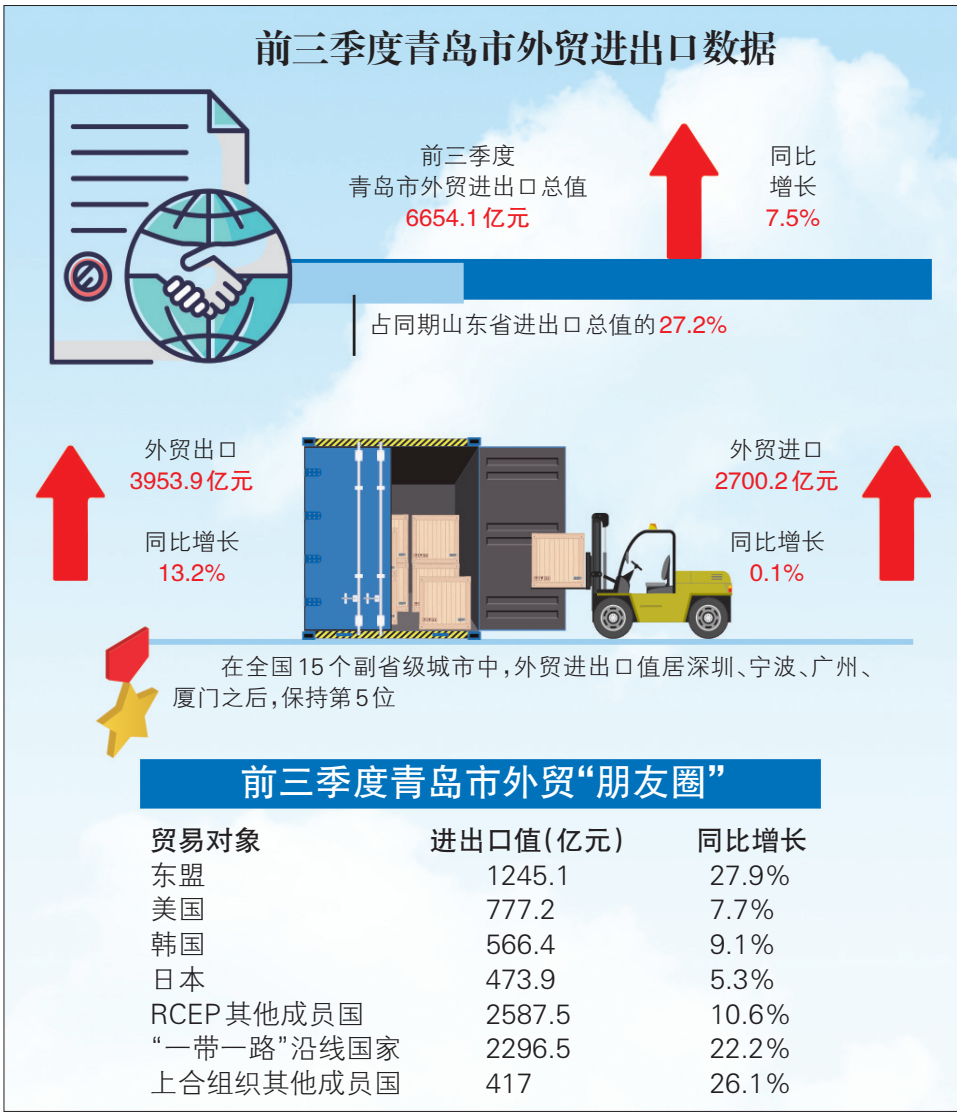 前三季度青岛市外贸进出口数据
前三季度
青岛市外贸进出口总值
6654.1亿元
同比
增长
7.5%
占同期山东省进出口总值的27.2%
外贸出口
3953.9亿元
同比增长
13.2%
外贸进口
2700.2亿元
同比增长
0.1%
在全国15个副省级城市中,外贸进出口值居深圳、宁波、广州、
厦门之后,保持第5位
前三季度青岛市外贸“朋友圈”
贸易对象 进出口值(亿元) 同比增长
东盟 1245.1 27.9%
美国 777.2 7.7%
韩国 566.4 9.1%
日本 473.9 5.3%
RCEP其他成员国 2587.5 10.6%
“一带一路”沿线国家 2296.5 22.2%
上合组织其他成员国 417 26.1%